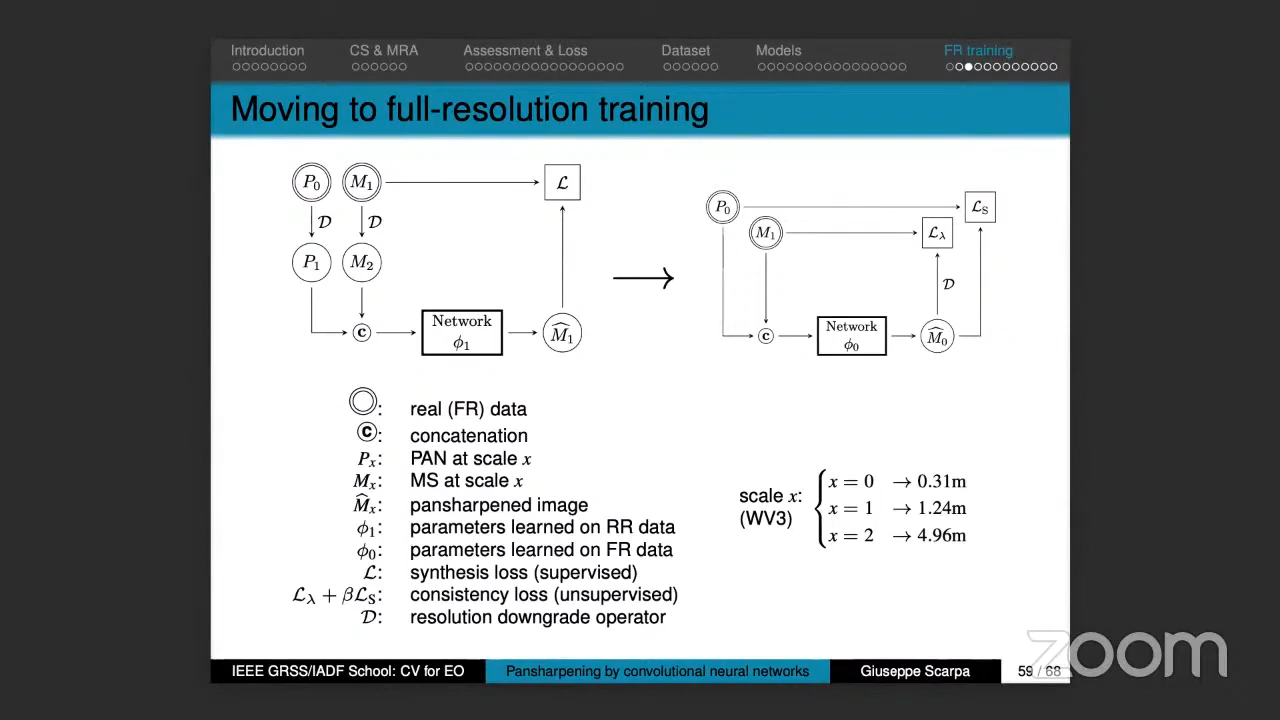 Introduction CS & MRA Assessment & Loss Dataset Models FR training
Moving to full-resolution training
P₀ M₁ ℒ
𝒟 𝒟
P₁ M₂
c Network φ₁ M̂₁
P₀ ℒ_S
M₁ ℒ_λ
𝒟
c Network φ₀ M̂₀
: real (FR) data
c: concatenation
Pₓ: PAN at scale x
Mₓ: MS at scale x
M̂ₓ: pansharpened image
φ₁: parameters learned on RR data
φ₀: parameters learned on FR data
ℒ: synthesis loss (supervised)
ℒ_λ + βℒ_S: consistency loss (unsupervised)
𝒟: resolution downgrade operator
scale x: (WV3)
x = 0 → 0.31m
x = 1 → 1.24m
x = 2 → 4.96m
IEEE GRSS/IADF School: CV for EO Pansharpening by convolutional neural networks Giuseppe Scarpa 59 / 68
zoom